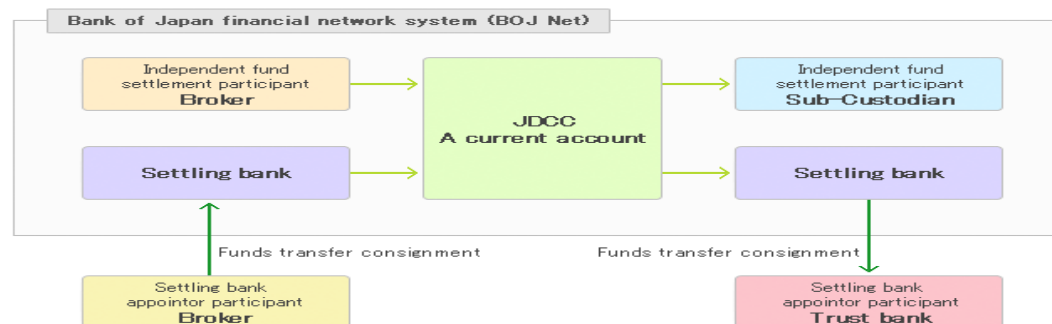 Bank of Japan financial network system (BOJ Net)
Independent fund
settlement participant
Broker
JDCC
A current account
Independent fund
settlement participant
Sub-Custodian
Settling bank
Settling bank
Funds transfer consignment
Funds transfer consignment
Settling bank
appointor participant
Broker
Settling bank
appointor participant
Trust bank